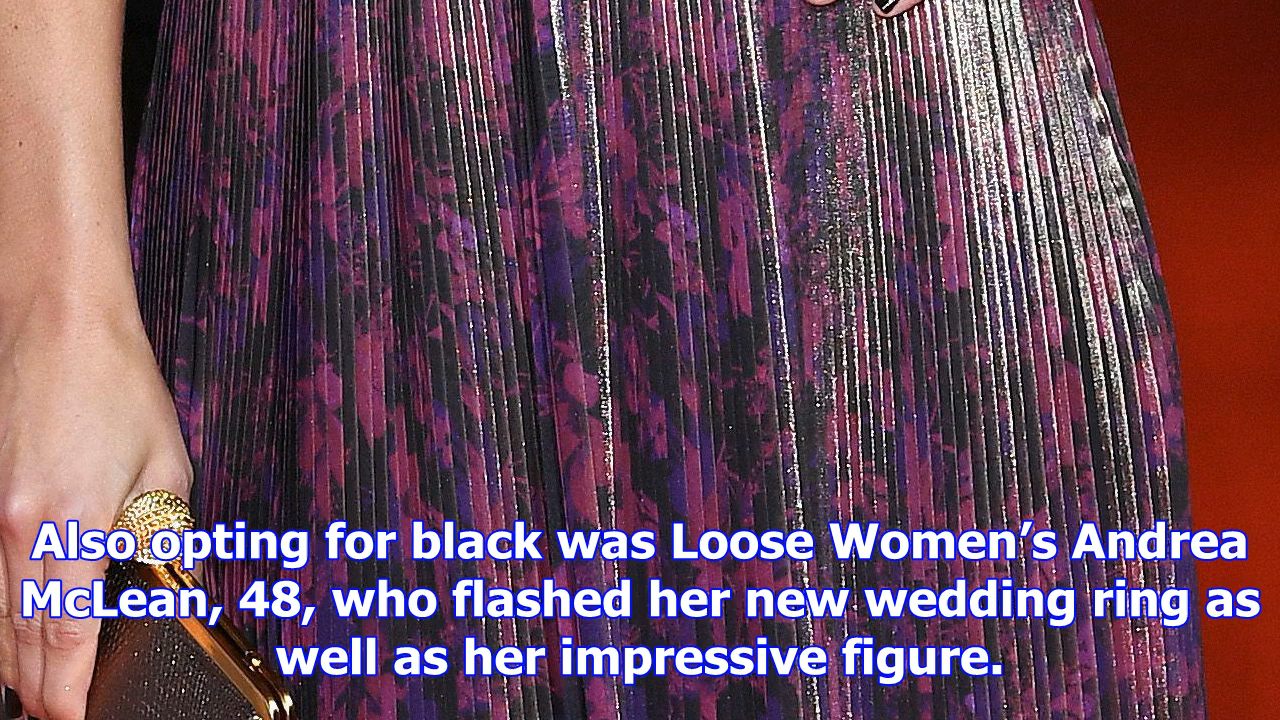 Also opting for black was Loose Women’s Andrea
McLean, 48, who flashed her new wedding ring as
well as her impressive figure.